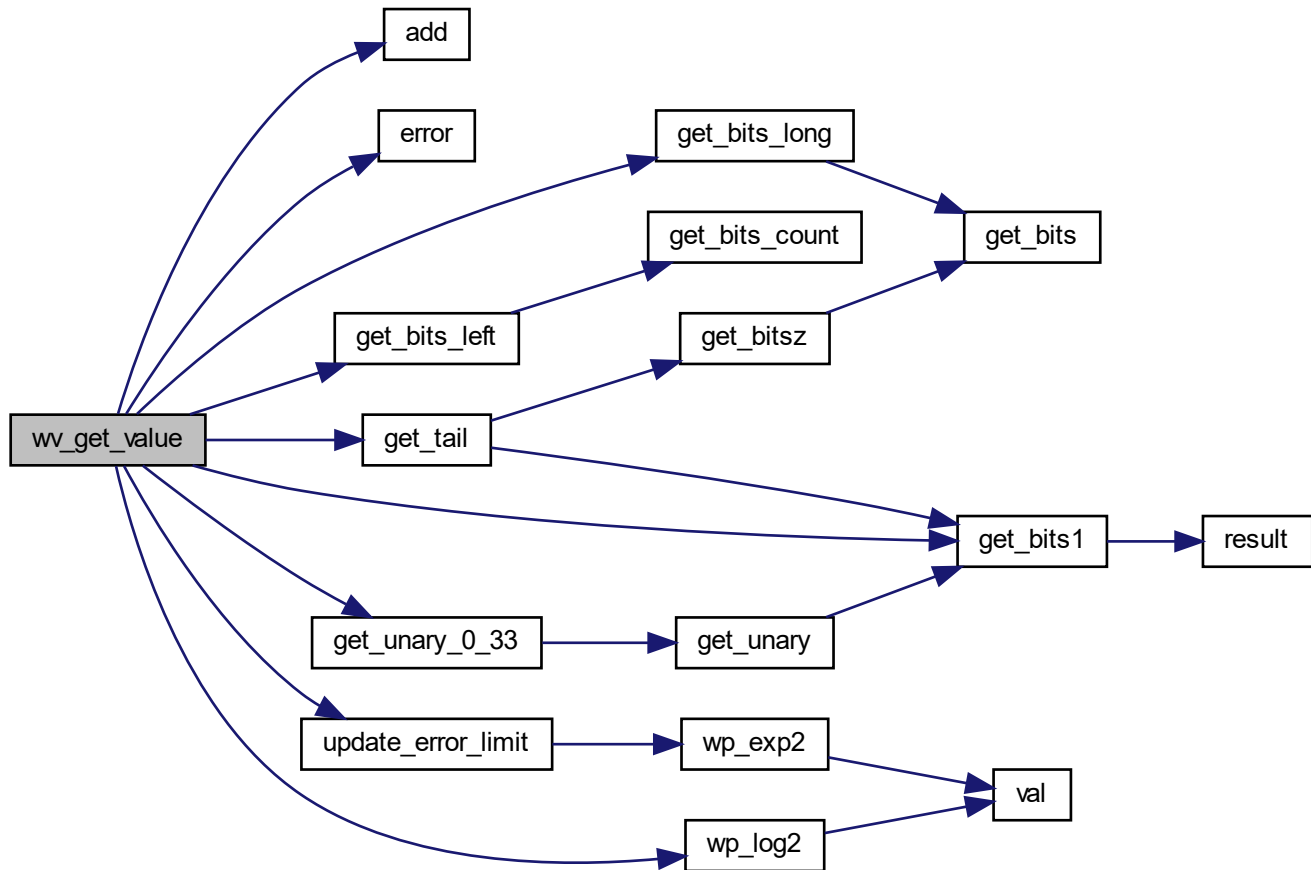 add
error
get_bits_long
get_bits_count
get_bits
get_bits_left
get_bitsz
wv_get_value
get_tail
get_bits1
result
get_unary_0_33
get_unary
update_error_limit
wp_exp2
val
wp_log2